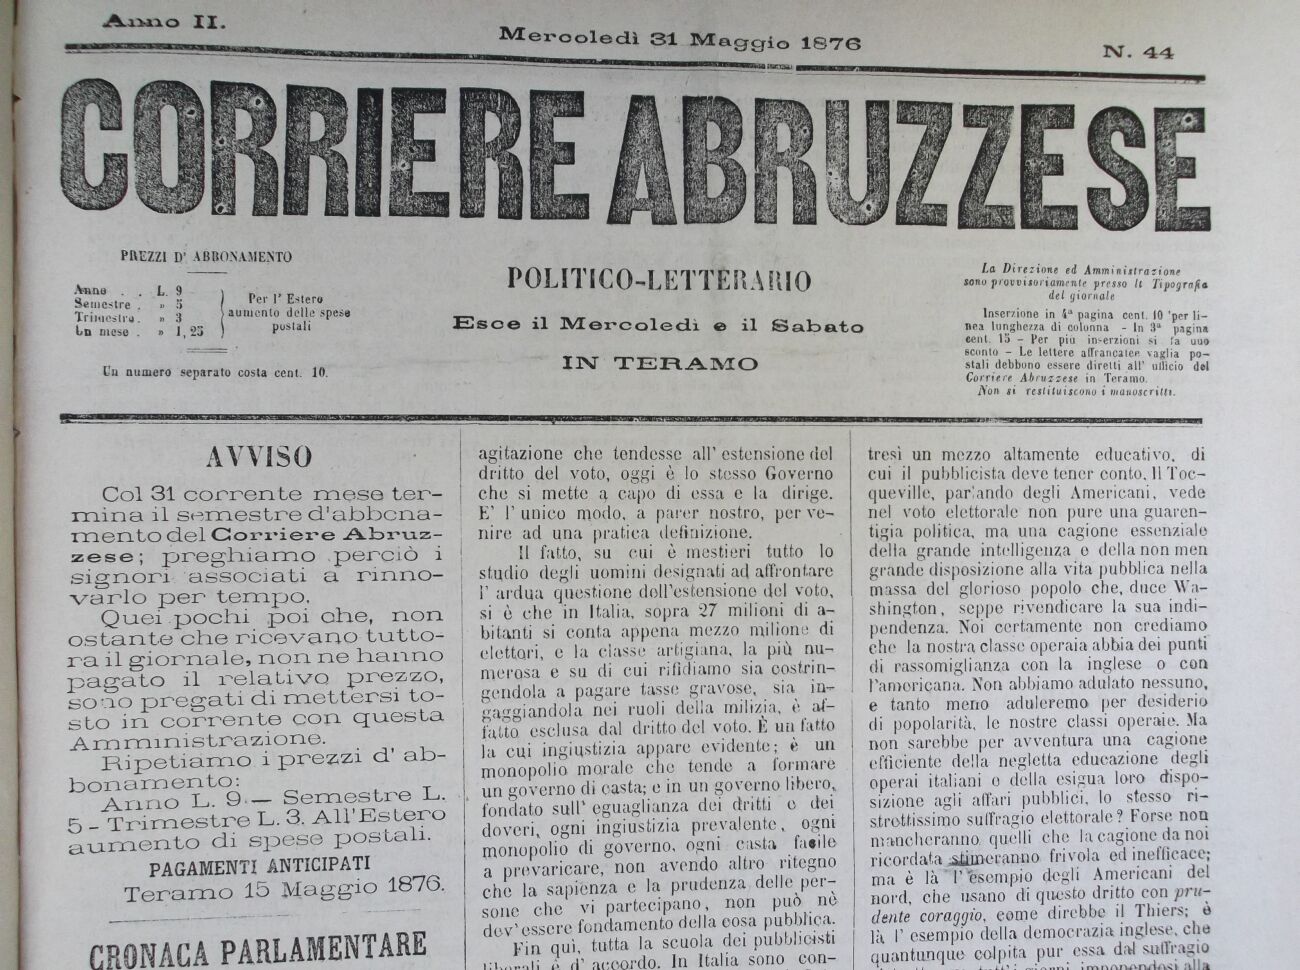 Anno II.
Mercoledì 31 Maggio 1876
N. 44
CORRIERE ABRUZZESE
PREZZI D' ABBONAMENTO
Anno . . L. 9
Semestre . » 5
Trimestre . » 3
Un mese . » 1, 25
Per l' Estero
aumento delle spese
postali
Un numero separato costa cent. 10.
POLITICO-LETTERARIO
Esce il Mercoledì e il Sabato
IN TERAMO
La Direzione ed Amministrazione
sono provvisoriamente presso la Tipografia
del giornale
Inserzione in 4ª pagina cent. 10 per li-
nea lunghezza di colonna - In 3ª pagina
cent. 15 - Per più inserzioni si fa uno
sconto - Le lettere affrancate e vaglia po-
stali debbono essere diretti all' ufficio del
Corriere Abruzzese in Teramo.
Non si restituiscono i manoscritti.
AVVISO
Col 31 corrente mese ter-
mina il semestre d'abbona-
mento del Corriere Abruz-
zese; preghiamo perciò i
signori associati a rinno-
varlo per tempo.
Quei pochi poi che, non
ostante che ricevano tutto-
ra il giornale, non ne hanno
pagato il relativo prezzo,
sono pregati di mettersi to-
sto in corrente con questa
Amministrazione.
Ripetiamo i prezzi d' ab-
bonamento:
Anno L. 9 — Semestre L.
5 - Trimestre L. 3. All'Estero
aumento di spese postali.
PAGAMENTI ANTICIPATI
Teramo 15 Maggio 1876.
CRONACA PARLAMENTARE
agitazione che tendesse all' estensione del
dritto del voto, oggi è lo stesso Governo
che si mette a capo di essa e la dirige.
E' l' unico modo, a parer nostro, per ve-
nire ad una pratica definizione.
Il fatto, su cui è mestieri tutto lo
studio degli uomini designati ad affrontare
l' ardua questione dell'estensione del voto,
si è che in Italia, sopra 27 milioni di a-
bitanti si conta appena mezzo milione di
elettori, e la classe artigiana, la più nu-
merosa e su di cui rifidiamo sia costrin-
gendola a pagare tasse gravose, sia in-
gaggiandola nei ruoli della milizia, è af-
fatto esclusa dal dritto del voto. È un fatto
la cui ingiustizia appare evidente; è un
monopolio morale che tende a formare
un governo di casta; e in un governo libero,
fondato sull' eguaglianza dei dritti e dei
doveri, ogni ingiustizia prevalente, ogni
monopolio di governo, ogni casta facile
a prevaricare, non avendo altro ritegno
che la sapienza e la prudenza delle per-
sone che vi partecipano, non può nè
dev' essere fondamento della cosa pubblica.
Fin qui, tutta la scuola dei pubblicisti
liberali è d' accordo. In Italia sono con-
tresì un mezzo altamente educativo, di
cui il pubblicista deve tener conto. Il Toc-
queville, parlando degli Americani, vede
nel voto elettorale non pure una guaren-
tigia politica, ma una cagione essenziale
della grande intelligenza e della non men
grande disposizione alla vita pubblica nella
massa del glorioso popolo che, duce Wa-
shington, seppe rivendicare la sua indi-
pendenza. Noi certamente non crediamo
che la nostra classe operaia abbia dei punti
di rassomiglianza con la inglese o con
l'americana. Non abbiamo adulato nessuno,
e tanto meno aduleremo per desiderio
di popolarità, le nostre classi operaie. Ma
non sarebbe per avventura una cagione
efficiente della negletta educazione degli
operai italiani e della esigua loro dispo-
sizione agli affari pubblici, lo stesso ri-
strettissimo suffragio elettorale? Forse non
mancheranno quelli che la cagione da noi
ricordata stimeranno frivola ed inefficace;
ma è là l' esempio degli Americani del
nord, che usano di questo dritto con pru-
dente coraggio, come direbbe il Thiers; è
là l' esempio della democrazia inglese, che
quantunque colpita pur essa dal suffragio